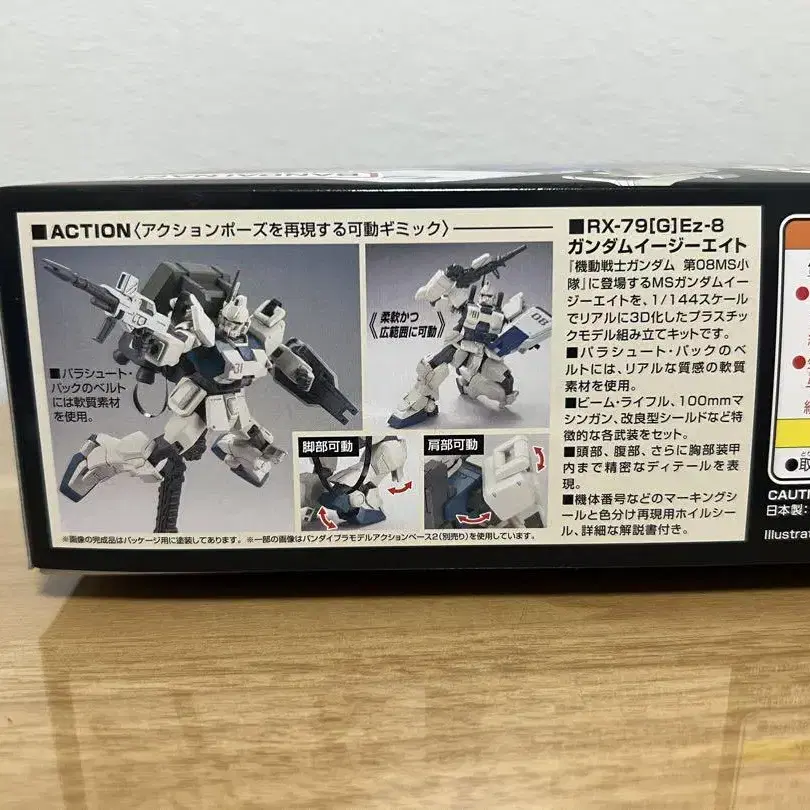 BANDAI NAM
■ACTION〈アクションポーズを再現する可動ギミック〉
■パラシュート・
パックのベルト
には軟質素材
を使用。
31
《柔軟かつ
広範囲に可動》
08
脚部可動
肩部可動
※画像の完成品はパッケージ用に塗装してあります。 ※一部の画像はバンダイプラモデルアクションベース2(別売り)を使用しています。
■RX-79[G]Ez-8
ガンダムイージーエイト
『機動戦士ガンダム 第08MS小
隊』に登場するMSガンダムイー
ジーエイトを、1/144スケール
でリアルに3D化したプラスチッ
クモデル組み立てキットです。
■パラシュート・パックのベ
ルトには、リアルな質感の軟質
素材を使用。
■ビーム・ライフル、100mmマ
シンガン、改良型シールドなど特
徴的な各武装をセット。
■頭部、腹部、さらに胸部装甲
内まで精密なディテールを表
現。
■機体番号などのマーキングシ
ールと色分け再現用ホイルシ
ール、詳細な解説書付き。
●取
CAUT
日本製:
Illustrat